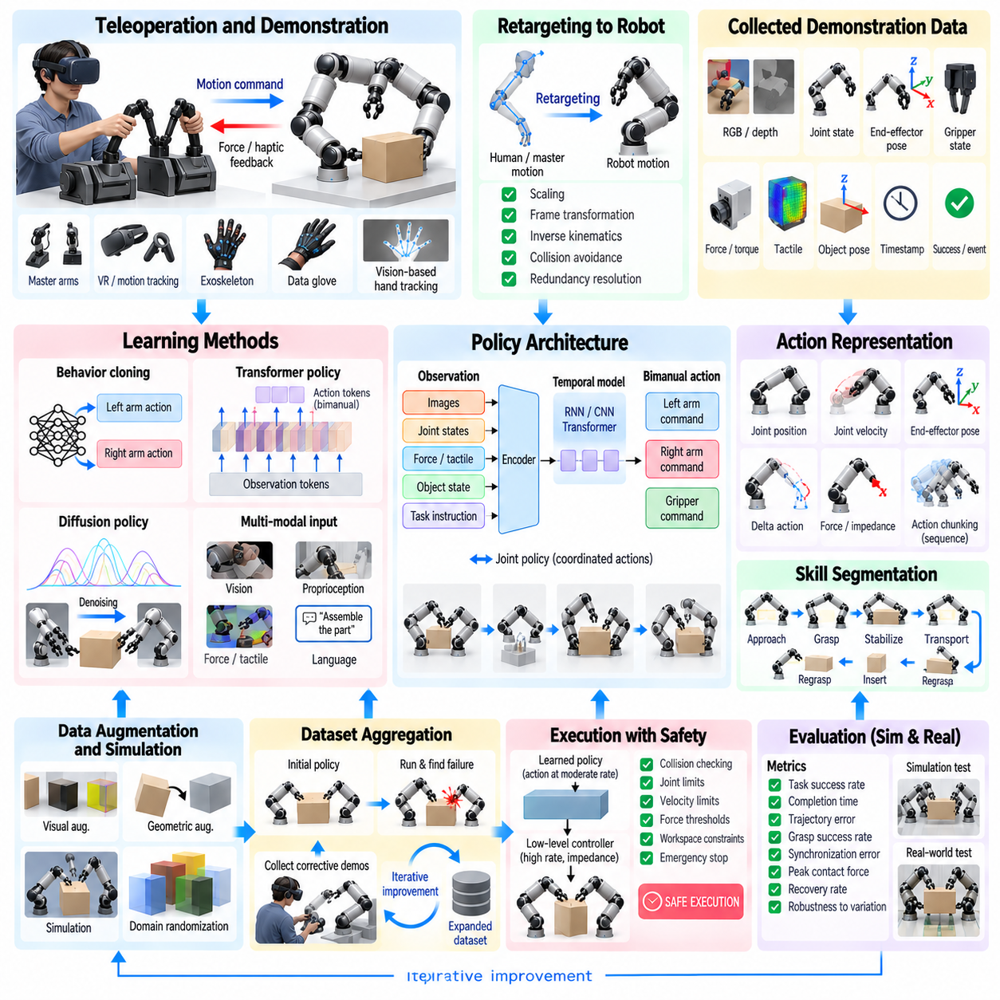 Teleoperation and Demonstration
Motion command
Force / haptic
feedback
Master arms
VR / motion tracking
Exoskeleton
Data glove
Vision-based
hand tracking
Retargeting to Robot
Retargeting
Human / master
motion
Robot motion
Scaling
Frame transformation
Inverse kinematics
Collision avoidance
Redundancy resolution
Collected Demonstration Data
RGB / depth
Joint state
z
y
x
End-effector
pose
Gripper
state
Force / torque
Tactile
z
Object pose
Timestamp
Success / event
Learning Methods
Behavior cloning
Left arm action
Right arm action
Transformer policy
Action tokens
(bimanual)
Observation tokens
Diffusion policy
Denoising
Multi-modal input
Vision
Proprioception
Force / tactile
"Assemble
the part"
Language
Policy Architecture
Observation
Images
Joint states
Force / tactile
Object state
Task instruction
Encoder
Temporal model
RNN / CNN
Transformer
Bimanual action
Left arm
command
Right arm
command
Gripper
command
Joint policy (coordinated actions)
Action Representation
Joint position
Joint velocity
z
y
x
End-effector pose
Delta action
x
Force / impedance
Action chunking
(sequence)
Skill Segmentation
Approach
Grasp
Stabilize
Transport
Regrasp
Insert
Regrasp
Data Augmentation
and Simulation
Visual aug.
Geometric aug.
Simulation
Domain randomization
Dataset Aggregation
Initial policy
Run & find failure
Collect corrective demos
Iterative
improvement
Expanded
dataset
Execution with Safety
Learned policy
(action at moderate rate)
Low-level controller
(high rate, impedance)
Collision checking
Joint limits
Velocity limits
Force thresholds
Workspace constraints
Emergency stop
SAFE EXECUTION
Evaluation (Sim & Real)
Metrics
Task success rate
Completion time
Trajectory error
Grasp success rate
Synchronization error
Peak contact force
Recovery rate
Robustness to variation
Simulation test
Real-world test
improvement